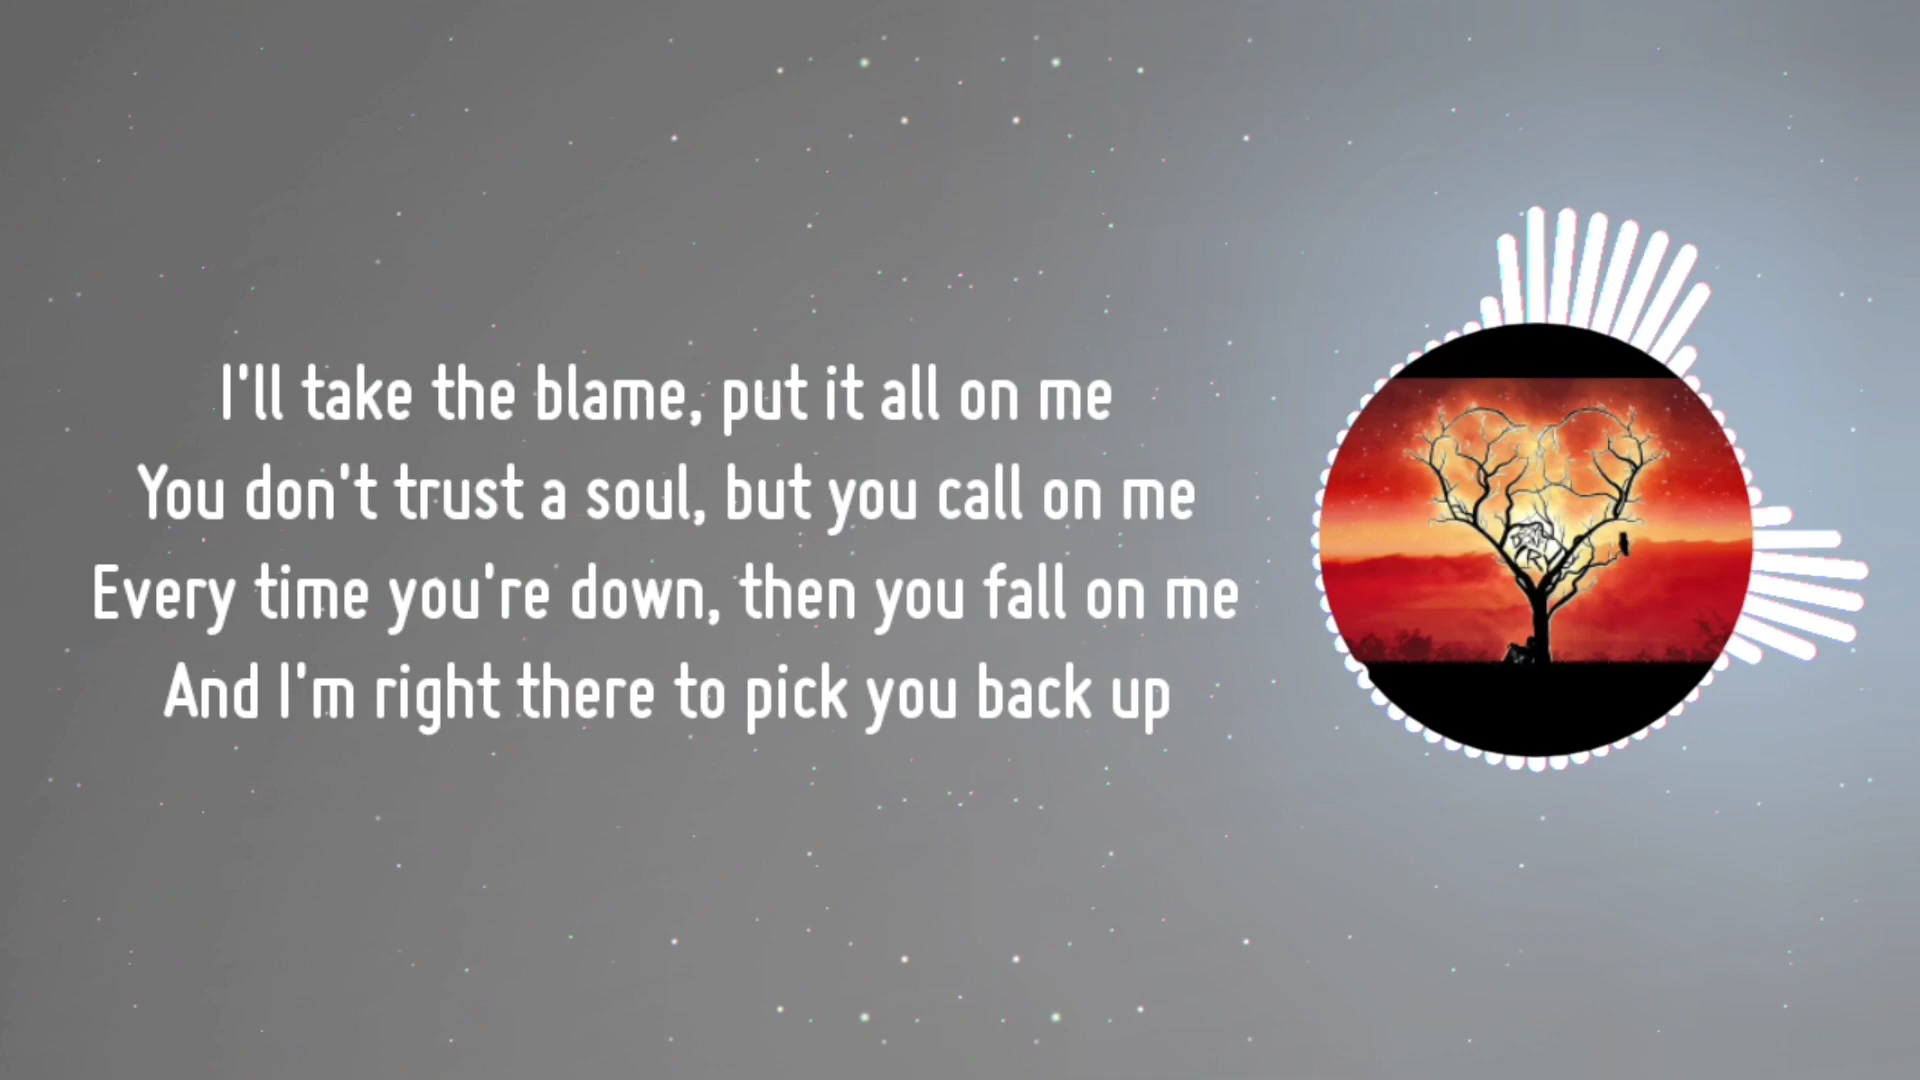 I'll take the blame, put it all on me
You don't trust a soul, but you call on me
Every time you're down, then you fall on me
And I'm right there to pick you back up